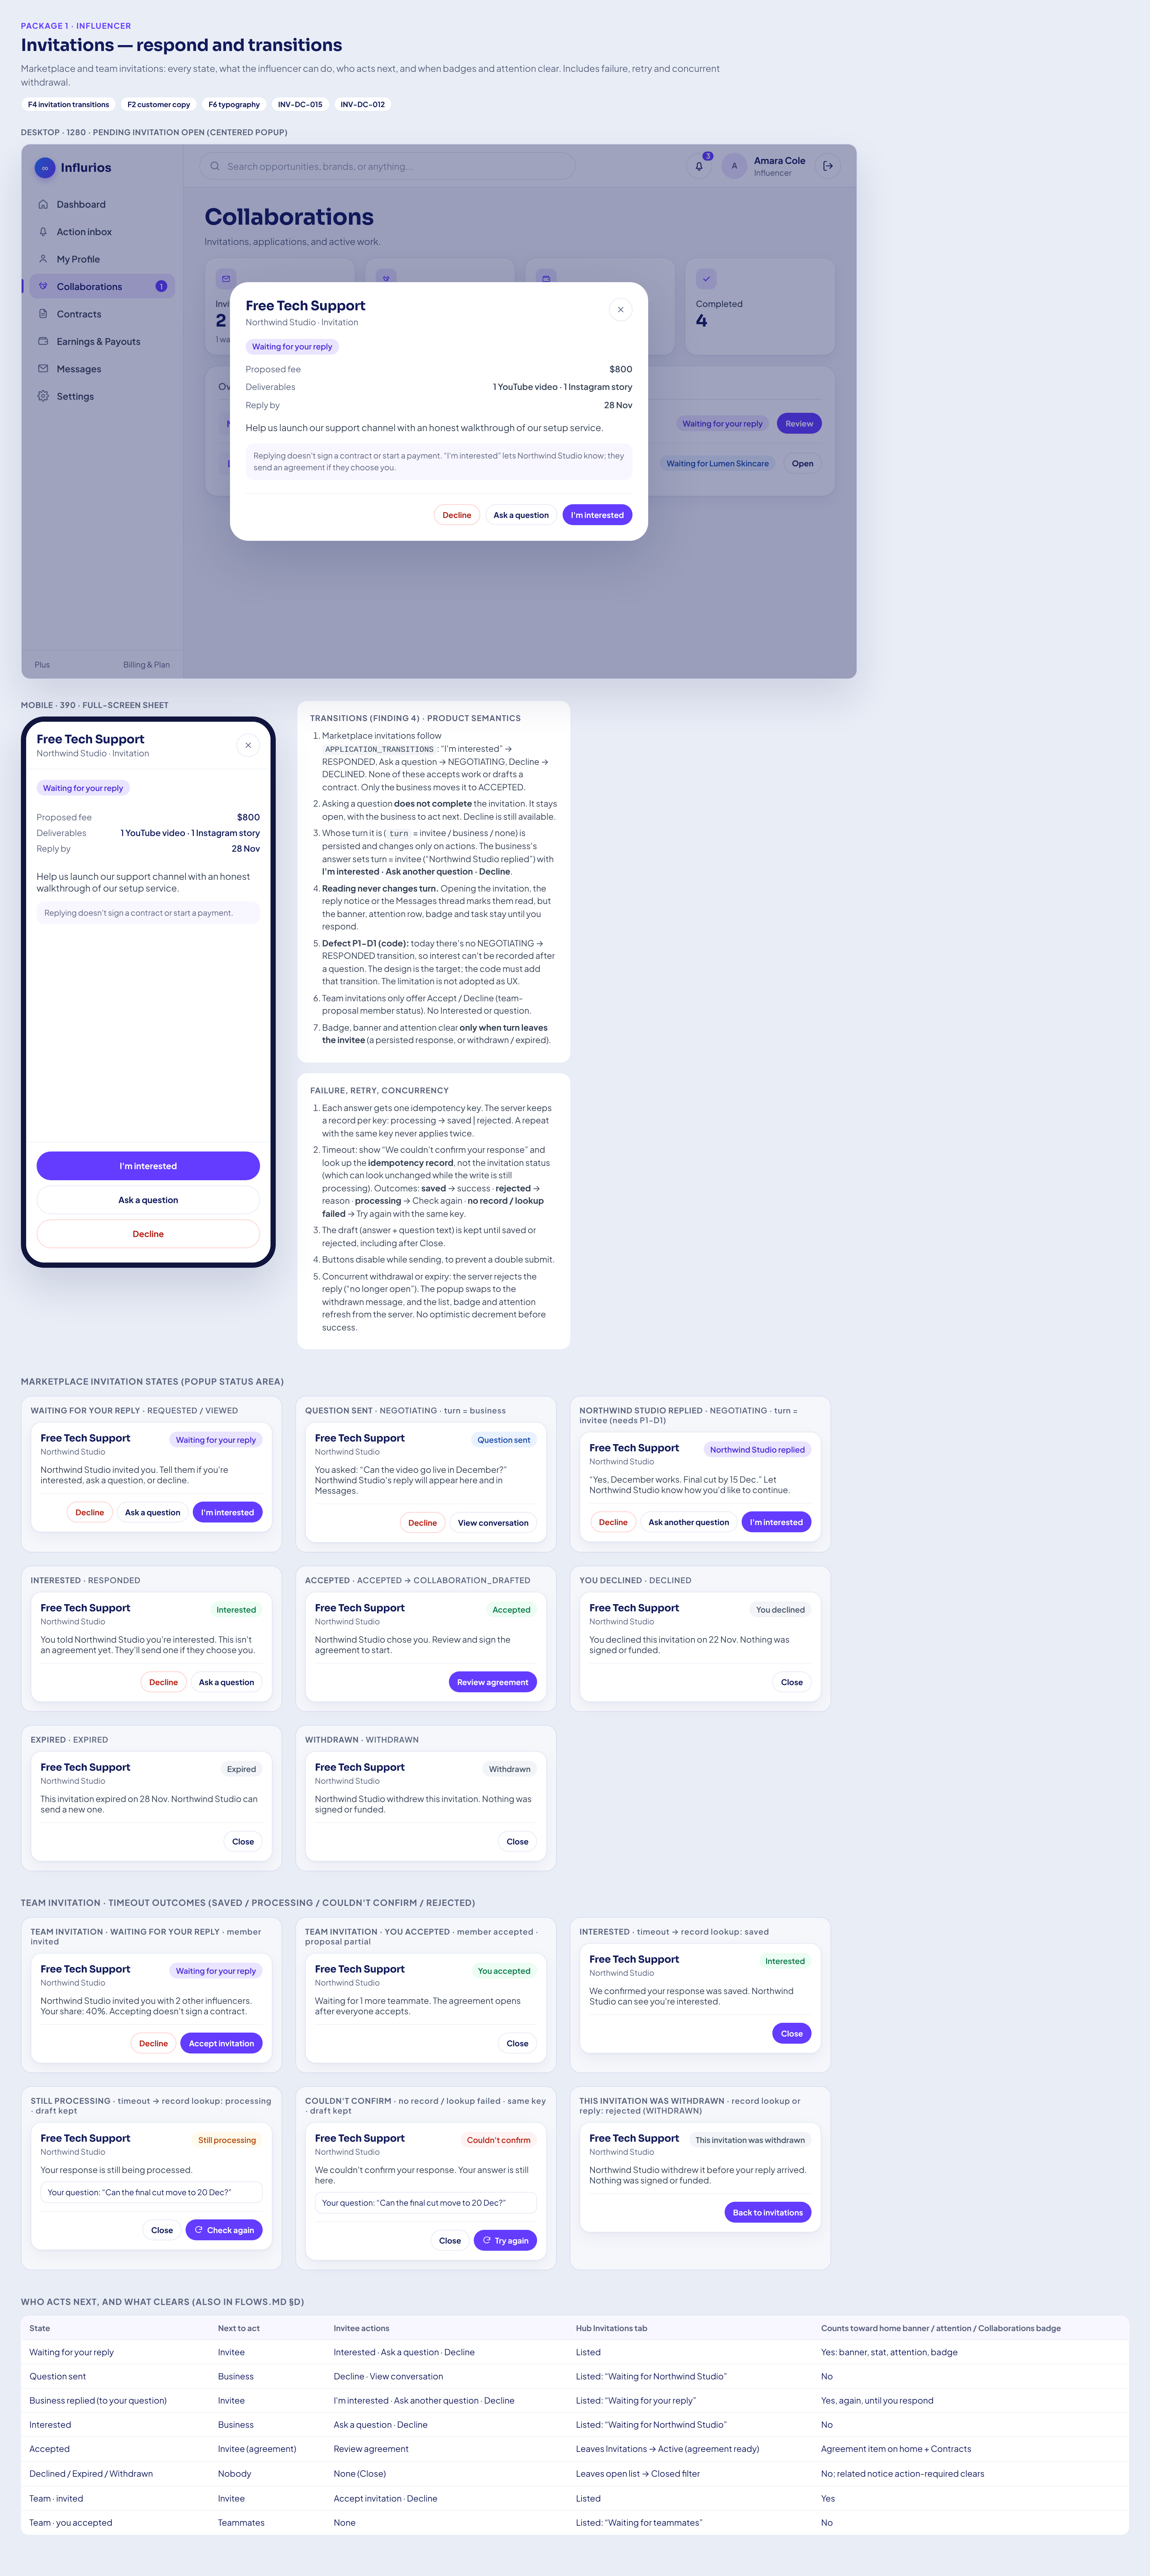 PACKAGE 1 · INFLUENCER
Invitations — respond and transitions
Marketplace and team invitations: every state, what the influencer can do, who acts next, and when badges and attention clear. Includes failure, retry and concurrent
withdrawal.
F4 invitation transitions
F2 customer copy
F6 typography
INV-DC-015
INV-DC-012
DESKTOP · 1280 · PENDING INVITATION OPEN (CENTERED POPUP)
Influrios
Search opportunities, brands, or anything...
3
A
Amara Cole
Influencer
Dashboard
Action inbox
My Profile
Collaborations
1
Contracts
Earnings & Payouts
Messages
Settings
Plus
Billing & Plan
Collaborations
Invitations, applications, and active work.
2
Completed
4
Waiting for your reply
Review
Waiting for Lumen Skincare
Open
Free Tech Support
Northwind Studio · Invitation
Waiting for your reply
Proposed fee
$800
Deliverables
1 YouTube video · 1 Instagram story
Reply by
28 Nov
Help us launch our support channel with an honest walkthrough of our setup service.
Replying doesn't sign a contract or start a payment. "I'm interested" lets Northwind Studio know; they
send an agreement if they choose you.
Decline
Ask a question
I'm interested
MOBILE · 390 · FULL-SCREEN SHEET
Free Tech Support
Northwind Studio · Invitation
Waiting for your reply
Proposed fee
$800
Deliverables
1 YouTube video · 1 Instagram story
Reply by
28 Nov
Help us launch our support channel with an honest
walkthrough of our setup service.
Replying doesn't sign a contract or start a payment.
I'm interested
Ask a question
Decline
TRANSITIONS (FINDING 4) · PRODUCT SEMANTICS
1. Marketplace invitations follow
APPLICATION_TRANSITIONS : "I'm interested" →
RESPONDED, Ask a question → NEGOTIATING, Decline →
DECLINED. None of these accepts work or drafts a
contract. Only the business moves it to ACCEPTED.
2. Asking a question does not complete the invitation. It stays
open, with the business to act next. Decline is still available.
3. Whose turn it is ( turn = invitee / business / none) is
persisted and changes only on actions. The business's
answer sets turn = invitee ("Northwind Studio replied") with
I'm interested · Ask another question · Decline.
4. Reading never changes turn. Opening the invitation, the
reply notice or the Messages thread marks them read, but
the banner, attention row, badge and task stay until you
respond.
5. Defect P1-D1 (code): today there's no NEGOTIATING →
RESPONDED transition, so interest can't be recorded after
a question. The design is the target; the code must add
that transition. The limitation is not adopted as UX.
6. Team invitations only offer Accept / Decline (team-
proposal member status). No Interested or question.
7. Badge, banner and attention clear only when turn leaves
the invitee (a persisted response, or withdrawn / expired).
FAILURE, RETRY, CONCURRENCY
1. Each answer gets one idempotency key. The server keeps
a record per key: processing → saved | rejected. A repeat
with the same key never applies twice.
2. Timeout: show "We couldn't confirm your response" and
look up the idempotency record, not the invitation status
(which can look unchanged while the write is still
processing). Outcomes: saved → success · rejected →
reason · processing → Check again · no record / lookup
failed → Try again with the same key.
3. The draft (answer + question text) is kept until saved or
rejected, including after Close.
4. Buttons disable while sending, to prevent a double submit.
5. Concurrent withdrawal or expiry: the server rejects the
reply ("no longer open"). The popup swaps to the
withdrawn message, and the list, badge and attention
refresh from the server. No optimistic decrement before
success.
MARKETPLACE INVITATION STATES (POPUP STATUS AREA)
WAITING FOR YOUR REPLY · REQUESTED / VIEWED
Free Tech Support
Waiting for your reply
Northwind Studio
Northwind Studio invited you. Tell them if you're
interested, ask a question, or decline.
Decline
Ask a question
I'm interested
QUESTION SENT · NEGOTIATING · turn = business
Free Tech Support
Question sent
Northwind Studio
You asked: "Can the video go live in December?"
Northwind Studio's reply will appear here and in
Messages.
Decline
View conversation
NORTHWIND STUDIO REPLIED · NEGOTIATING · turn =
invitee (needs P1-D1)
Free Tech Support
Northwind Studio replied
Northwind Studio
"Yes, December works. Final cut by 15 Dec." Let
Northwind Studio know how you'd like to continue.
Decline
Ask another question
I'm interested
INTERESTED · RESPONDED
Free Tech Support
Interested
Northwind Studio
You told Northwind Studio you're interested. This isn't
an agreement yet. They'll send one if they choose you.
Decline
Ask a question
ACCEPTED · ACCEPTED → COLLABORATION_DRAFTED
Free Tech Support
Accepted
Northwind Studio
Northwind Studio chose you. Review and sign the
agreement to start.
Review agreement
YOU DECLINED · DECLINED
Free Tech Support
You declined
Northwind Studio
You declined this invitation on 22 Nov. Nothing was
signed or funded.
Close
EXPIRED · EXPIRED
Free Tech Support
Expired
Northwind Studio
This invitation expired on 28 Nov. Northwind Studio can
send a new one.
Close
WITHDRAWN · WITHDRAWN
Free Tech Support
Withdrawn
Northwind Studio
Northwind Studio withdrew this invitation. Nothing was
signed or funded.
Close
TEAM INVITATION · TIMEOUT OUTCOMES (SAVED / PROCESSING / COULDN'T CONFIRM / REJECTED)
TEAM INVITATION · WAITING FOR YOUR REPLY · member
invited
Free Tech Support
Waiting for your reply
Northwind Studio
Northwind Studio invited you with 2 other influencers.
Your share: 40%. Accepting doesn't sign a contract.
Decline
Accept invitation
TEAM INVITATION · YOU ACCEPTED · member accepted ·
proposal partial
Free Tech Support
You accepted
Northwind Studio
Waiting for 1 more teammate. The agreement opens
after everyone accepts.
Close
INTERESTED · timeout → record lookup: saved
Free Tech Support
Interested
Northwind Studio
We confirmed your response was saved. Northwind
Studio can see you're interested.
Close
STILL PROCESSING · timeout → record lookup: processing
· draft kept
Free Tech Support
Still processing
Northwind Studio
Your response is still being processed.
Your question: "Can the final cut move to 20 Dec?"
Close
Check again
COULDN'T CONFIRM · no record / lookup failed · same key
· draft kept
Free Tech Support
Couldn't confirm
Northwind Studio
We couldn't confirm your response. Your answer is still
here.
Your question: "Can the final cut move to 20 Dec?"
Close
Try again
THIS INVITATION WAS WITHDRAWN · record lookup or
reply: rejected (WITHDRAWN)
Free Tech Support
This invitation was withdrawn
Northwind Studio
Northwind Studio withdrew it before your reply arrived.
Nothing was signed or funded.
Back to invitations
WHO ACTS NEXT, AND WHAT CLEARS (ALSO IN FLOWS.MD §D)
State Next to act Invitee actions Hub Invitations tab Counts toward home banner / attention / Collaborations badge
Waiting for your reply Invitee Interested · Ask a question · Decline Listed Yes: banner, stat, attention, badge
Question sent Business Decline · View conversation Listed: "Waiting for Northwind Studio" No
Business replied (to your question) Invitee I'm interested · Ask another question · Decline Listed: "Waiting for your reply" Yes, again, until you respond
Interested Business Ask a question · Decline Listed: "Waiting for Northwind Studio" No
Accepted Invitee (agreement) Review agreement Leaves Invitations → Active (agreement ready) Agreement item on home + Contracts
Declined / Expired / Withdrawn Nobody None (Close) Leaves open list → Closed filter No; related notice action-required clears
Team · invited Invitee Accept invitation · Decline Listed Yes
Team · you accepted Teammates None Listed: "Waiting for teammates" No